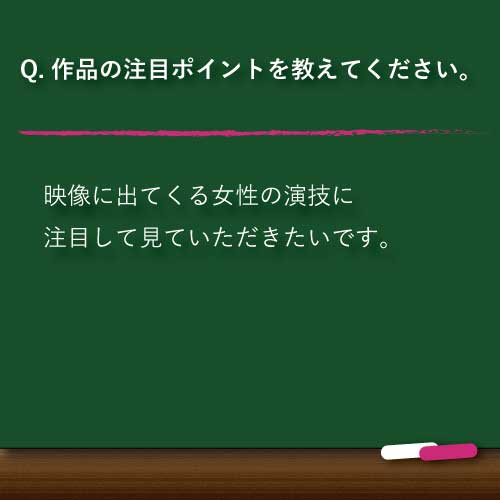 Q. 作品の注目ポイントを教えてください。
映像に出てくる女性の演技に
注目して見ていただきたいです。